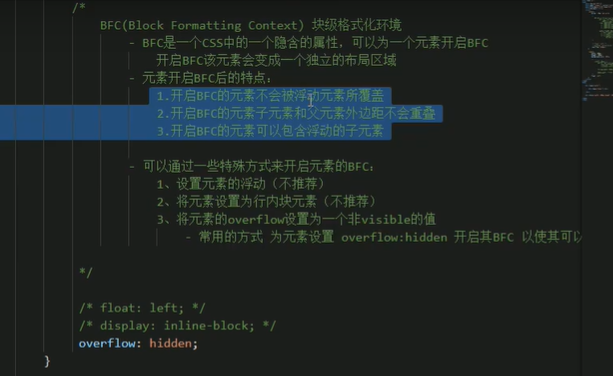 /*
BFC(Block Formatting Context) 块级格式化环境
- BFC是一个CSS中的一个隐含的属性，可以为一个元素开启BFC
开启BFC该元素会变成一个独立的布局区域
- 元素开启BFC后的特点：
1.开启BFC的元素不会被浮动元素所覆盖
2.开启BFC的元素子元素和父元素外边距不会重叠
3.开启BFC的元素可以包含浮动的子元素
- 可以通过一些特殊方式来开启元素的BFC：
1、设置元素的浮动（不推荐）
2、将元素设置为行内块元素（不推荐）
3、将元素的overflow设置为一个非visible的值
- 常用的方式 为元素设置 overflow:hidden 开启其BFC 以使其可以
*/
/* float: left; */
/* display: inline-block; */
overflow: hidden;
}